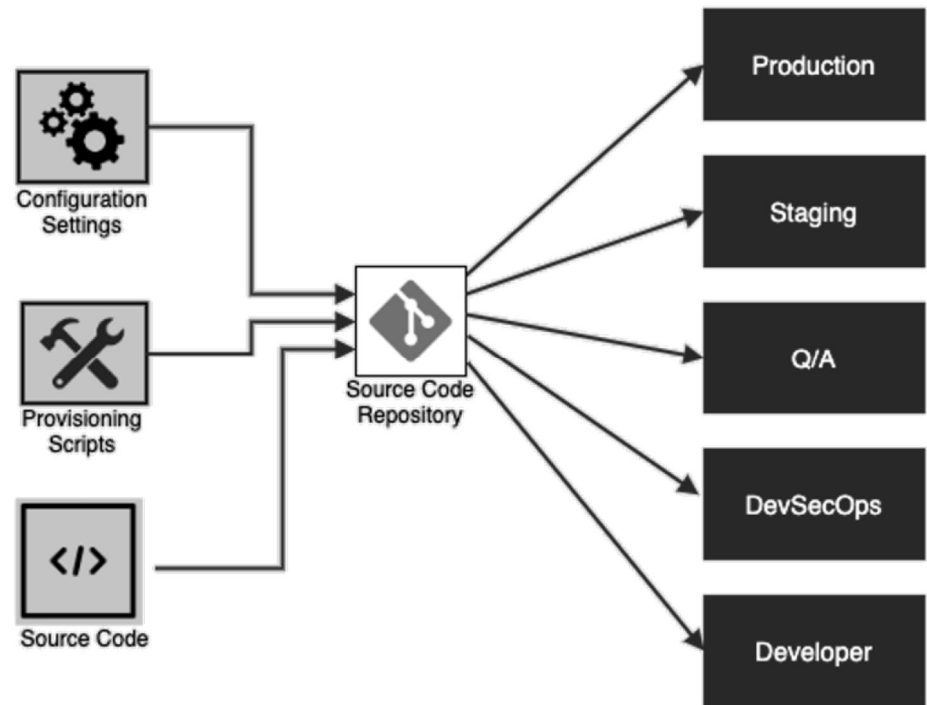 Configuration
Settings
Provisioning
Scripts
</>
Source Code
Source Code
Repository
Production
Staging
Q/A
DevSecOps
Developer